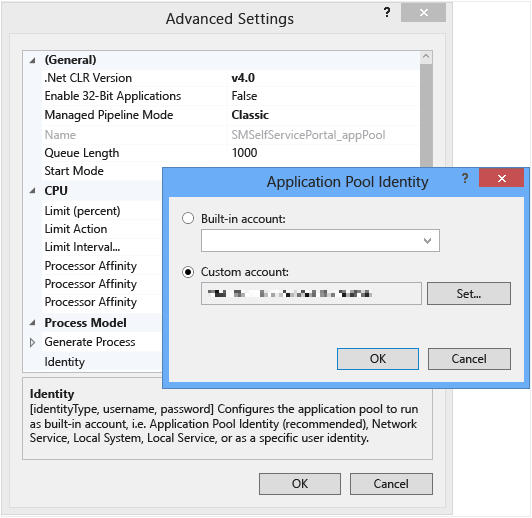 Advanced Settings
?
(General)
.Net CLR Version v4.0
Enable 32-Bit Applications False
Managed Pipeline Mode Classic
Name SMSelfServicePortal_appPool
Queue Length 1000
Start Mode
CPU
Limit (percent)
Limit Action
Limit Interval...
Processor Affinity
Processor Affinity
Processor Affinity
Process Model
Generate Process
Identity
Application Pool Identity
?
Built-in account:
Custom account:
Set...
OK Cancel
Identity
[identityType, username, password] Configures the application pool to run
as built-in account, i.e. Application Pool Identity (recommended), Network
Service, Local System, Local Service, or as a specific user identity.
OK Cancel